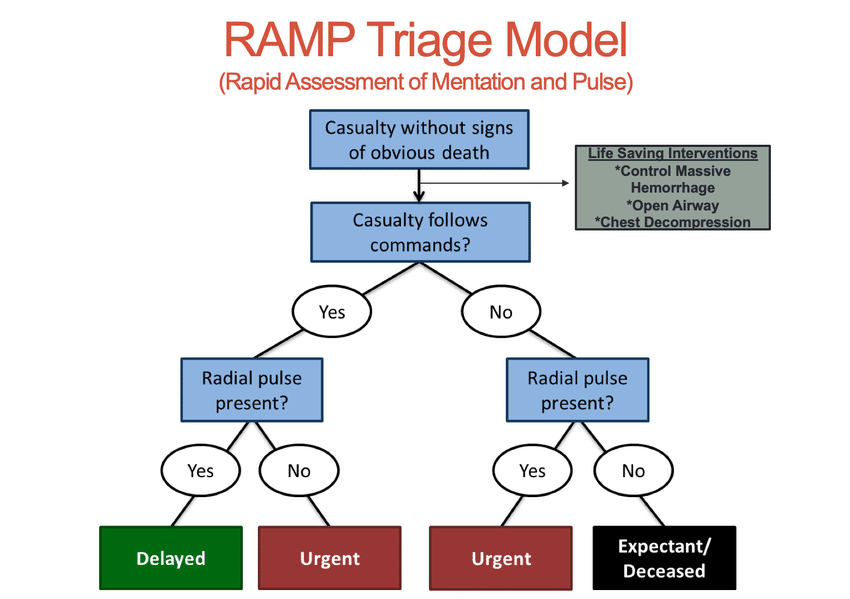 RAMP Triage Model
(Rapid Assessment of Mentation and Pulse)
Casualty without signs
of obvious death
Life Saving Interventions
*Control Massive
Hemorrhage
*Open Airway
*Chest Decompression
Casualty follows
commands?
Yes
No
Radial pulse
present?
Radial pulse
present?
Yes
No
Yes
No
Delayed
Urgent
Urgent
Expectant/
Deceased